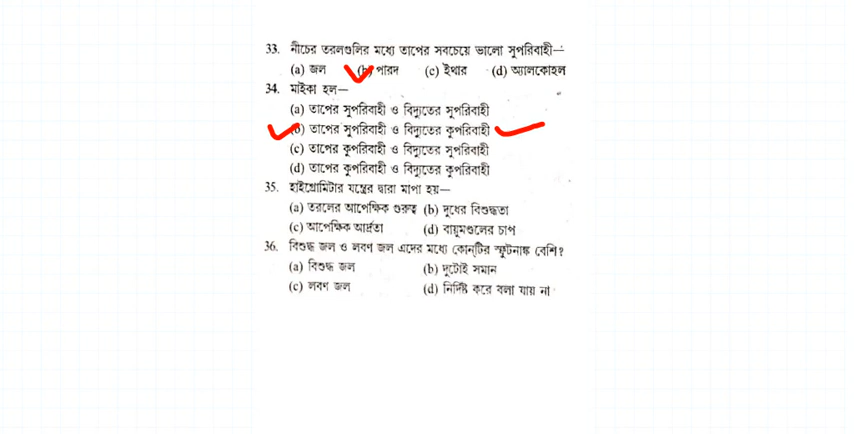 33. নীচের তরলগুলির মধ্যে তাপের সবচেয়ে ভালো সুপরিবাহী—
(a) জল (b) পারদ (c) ইথার (d) অ্যালকোহল
34. মাইকা হল—
(a) তাপের সুপরিবাহী ও বিদ্যুতের সুপরিবাহী
(b) তাপের সুপরিবাহী ও বিদ্যুতের কুপরিবাহী
(c) তাপের কুপরিবাহী ও বিদ্যুতের সুপরিবাহী
(d) তাপের কুপরিবাহী ও বিদ্যুতের কুপরিবাহী
35. হাইগ্রোমিটার যন্ত্রের দ্বারা মাপা হয়—
(a) তরলের আপেক্ষিক গুরুত্ব (b) দুধের বিশুদ্ধতা
(c) আপেক্ষিক আর্দ্রতা (d) বায়ুমণ্ডলের চাপ
36. বিশুদ্ধ জল ও লবণ জল এদের মধ্যে কোন্‌টির স্ফুটনাঙ্ক বেশি?
(a) বিশুদ্ধ জল (b) দুটোই সমান
(c) লবণ জল (d) নির্দিষ্ট করে বলা যায় না